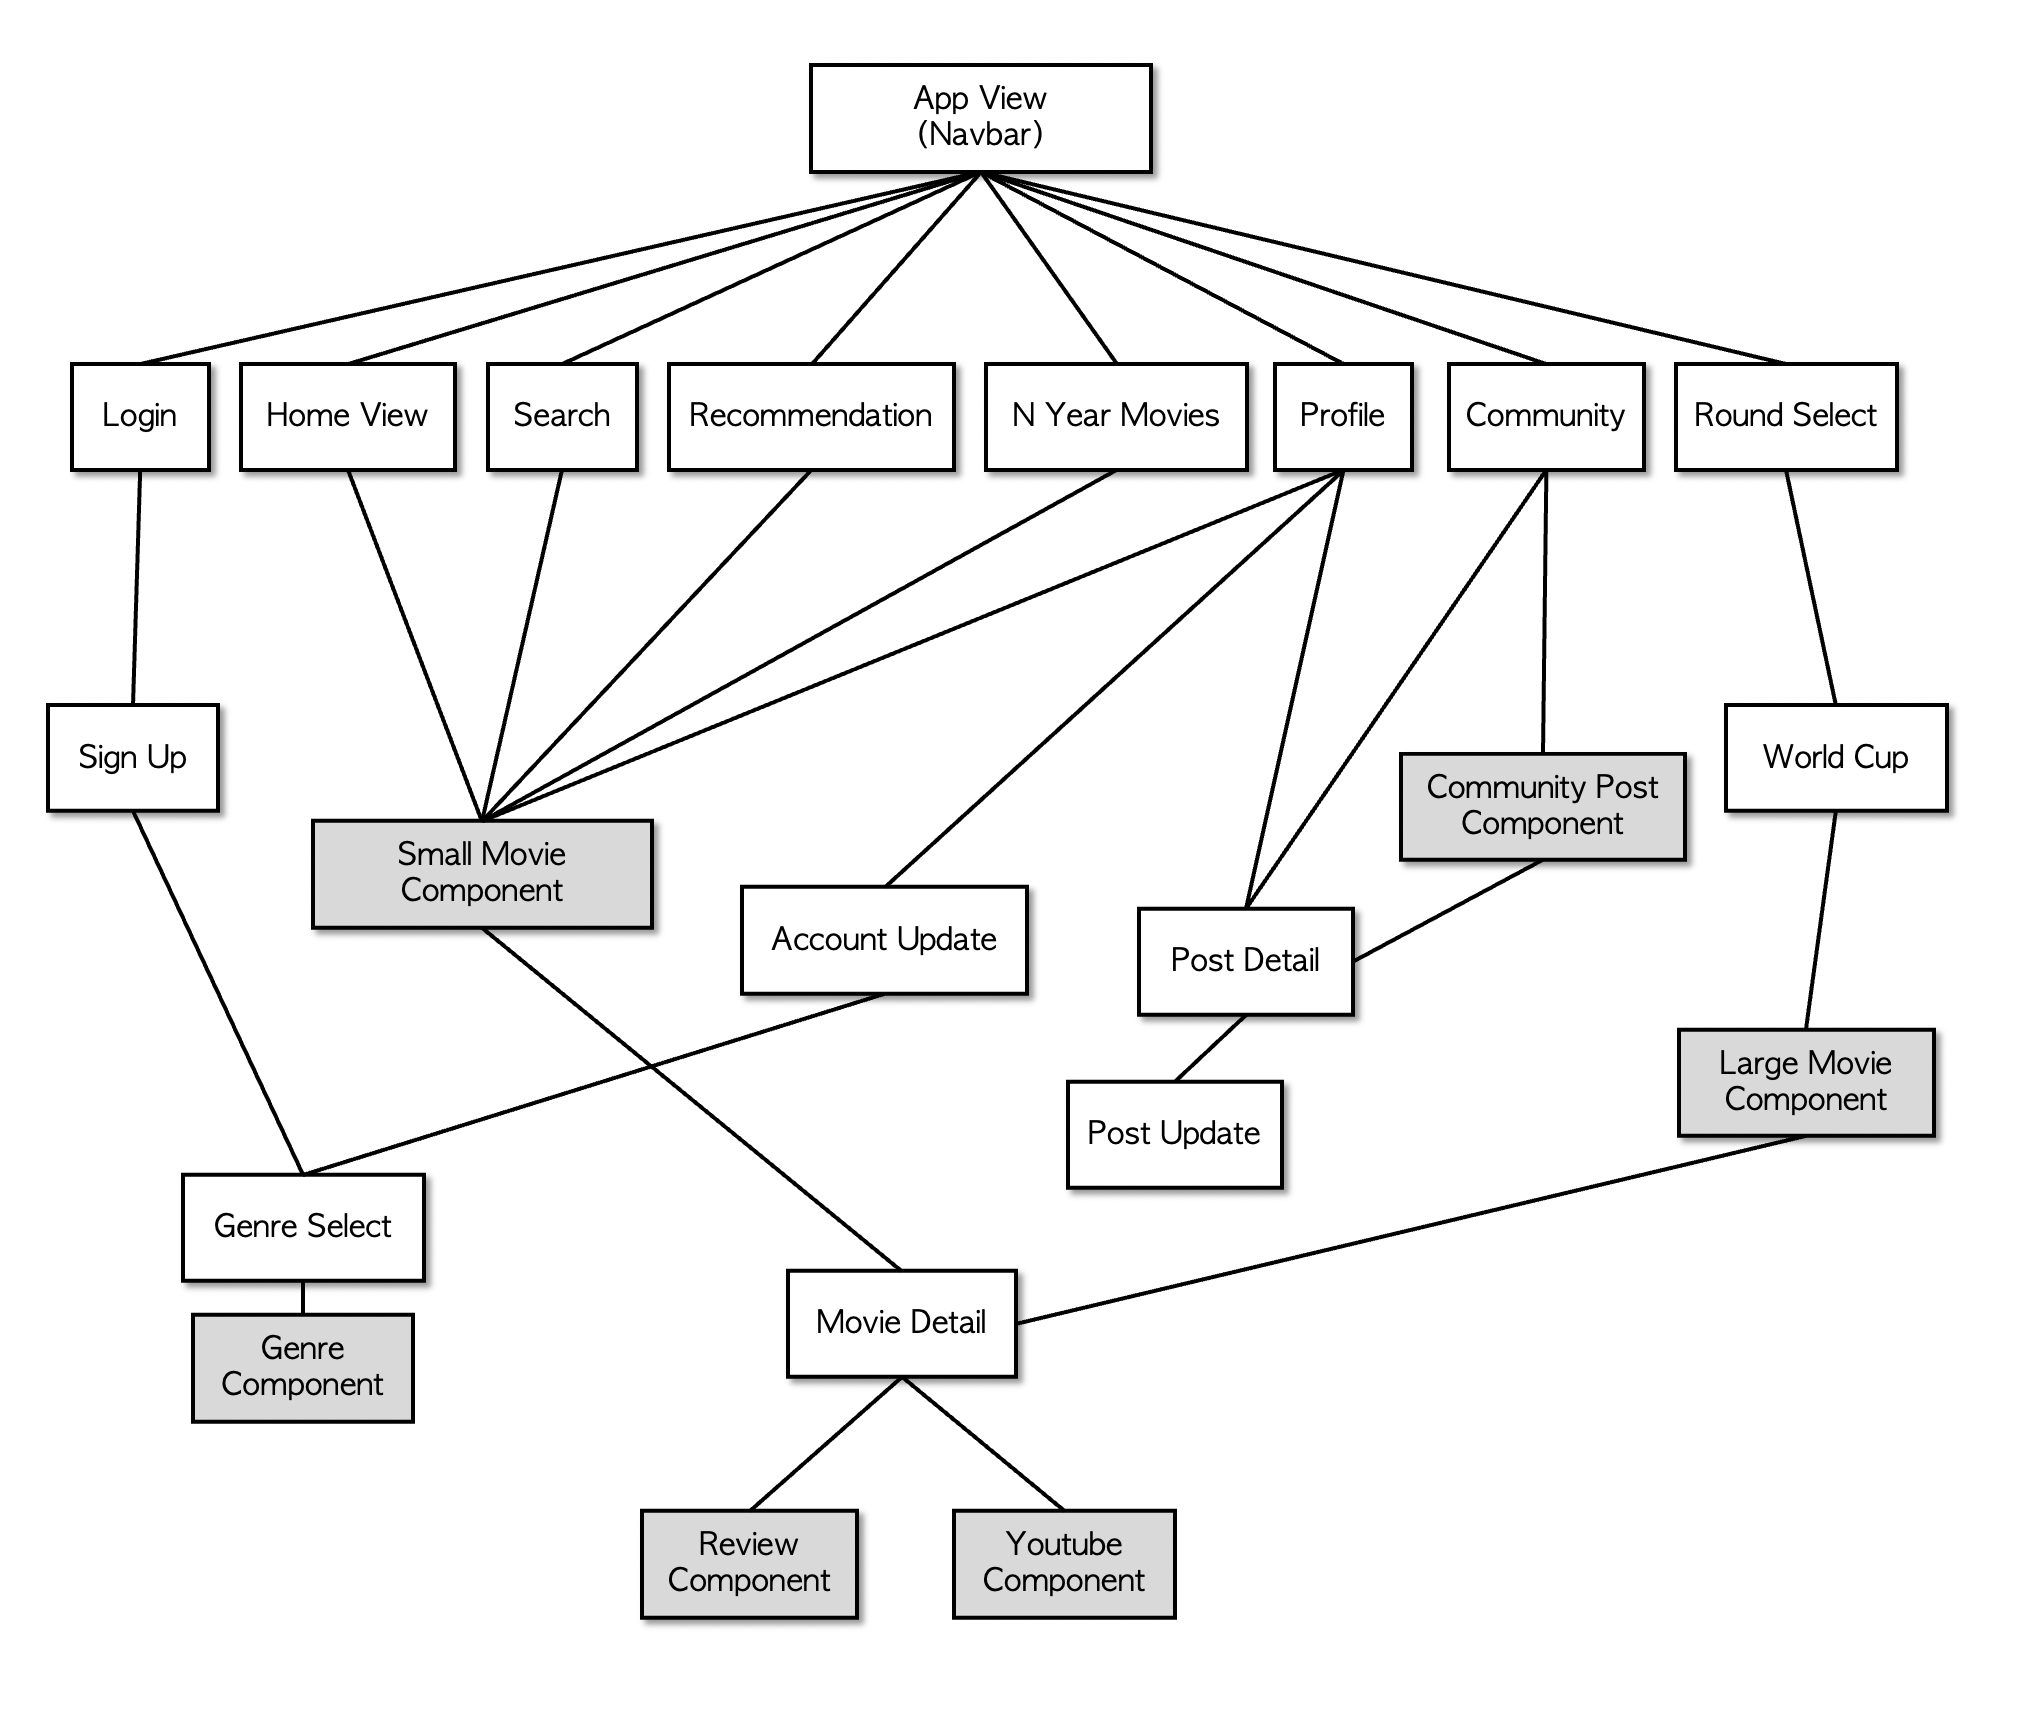 App View
(Navbar)
Login
Home View
Search
Recommendation
N Year Movies
Profile
Community
Round Select
Sign Up
World Cup
Community Post
Component
Small Movie
Component
Account Update
Post Detail
Large Movie
Component
Post Update
Genre Select
Movie Detail
Genre
Component
Review
Component
Youtube
Component